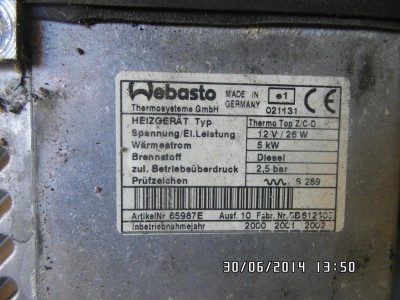 Webasto
MADE IN GERMANY
e1
021131
CE
Thermosysteme GmbH
HEIZGERÄT Typ Thermo Top Z/C-D
Spannung/El.Leistung 12 V / 26 W
Wärmestrom 5 kW
Brennstoff Diesel
zul. Betriebsüberdruck 2,5 bar
Prüfzeichen S 289
ArtikelNr 65987E Ausf. 10 Fabr. Nr.
Inbetriebnahmejahr 2000 2001 2002
30/06/2014 13:50